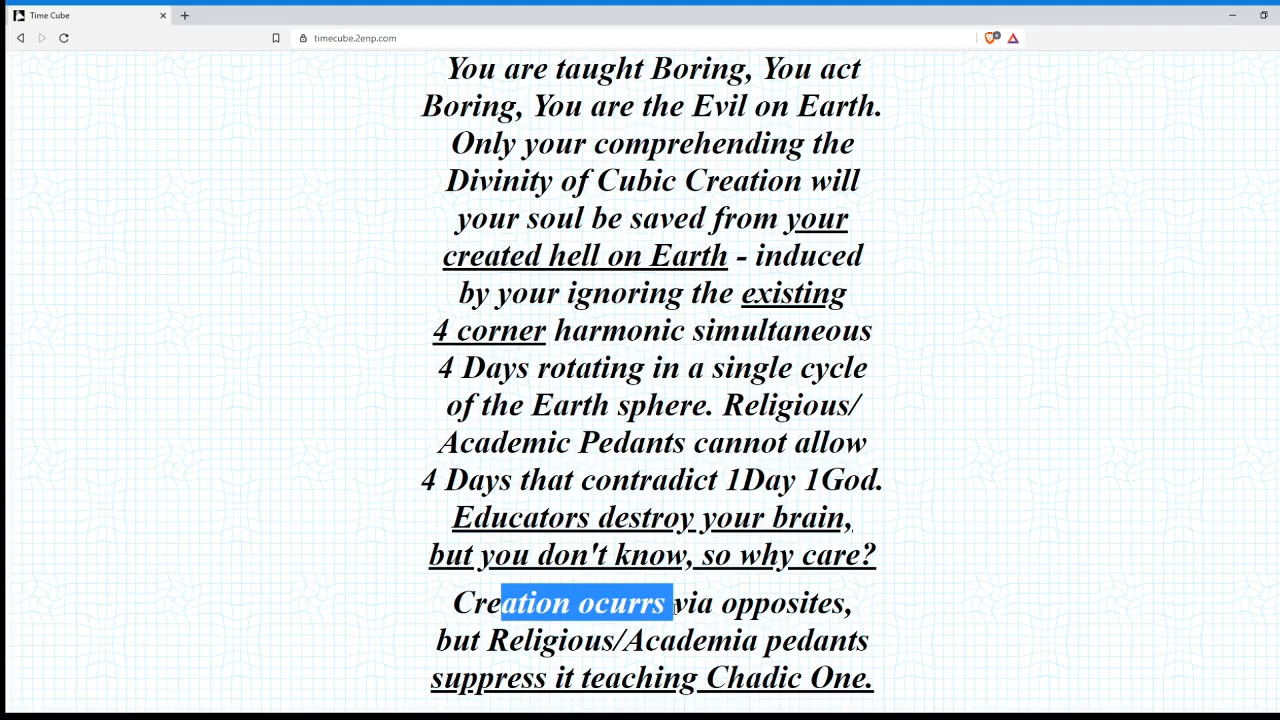 Time Cube
timecube.2enp.com
You are taught Boring, You act
Boring, You are the Evil on Earth.
Only your comprehending the
Divinity of Cubic Creation will
your soul be saved from your
created hell on Earth - induced
by your ignoring the existing
4 corner harmonic simultaneous
4 Days rotating in a single cycle
of the Earth sphere. Religious/
Academic Pedants cannot allow
4 Days that contradict 1Day 1God.
Educators destroy your brain,
but you don't know, so why care?
Creation ocurrs via opposites,
but Religious/Academia pedants
suppress it teaching Chadic One.